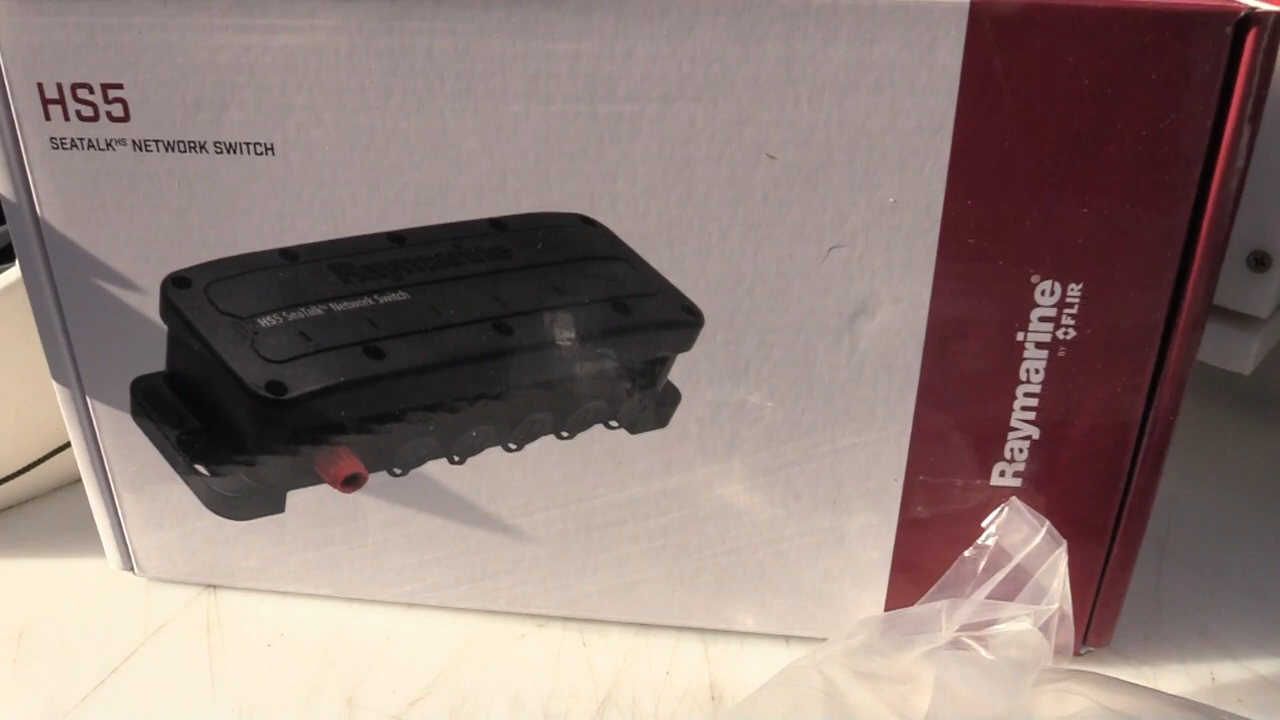 HS5
SEATALKHS NETWORK SWITCH
Raymarine
HS5 SeaTalkhs Network Switch
Raymarine®
BY FLIR